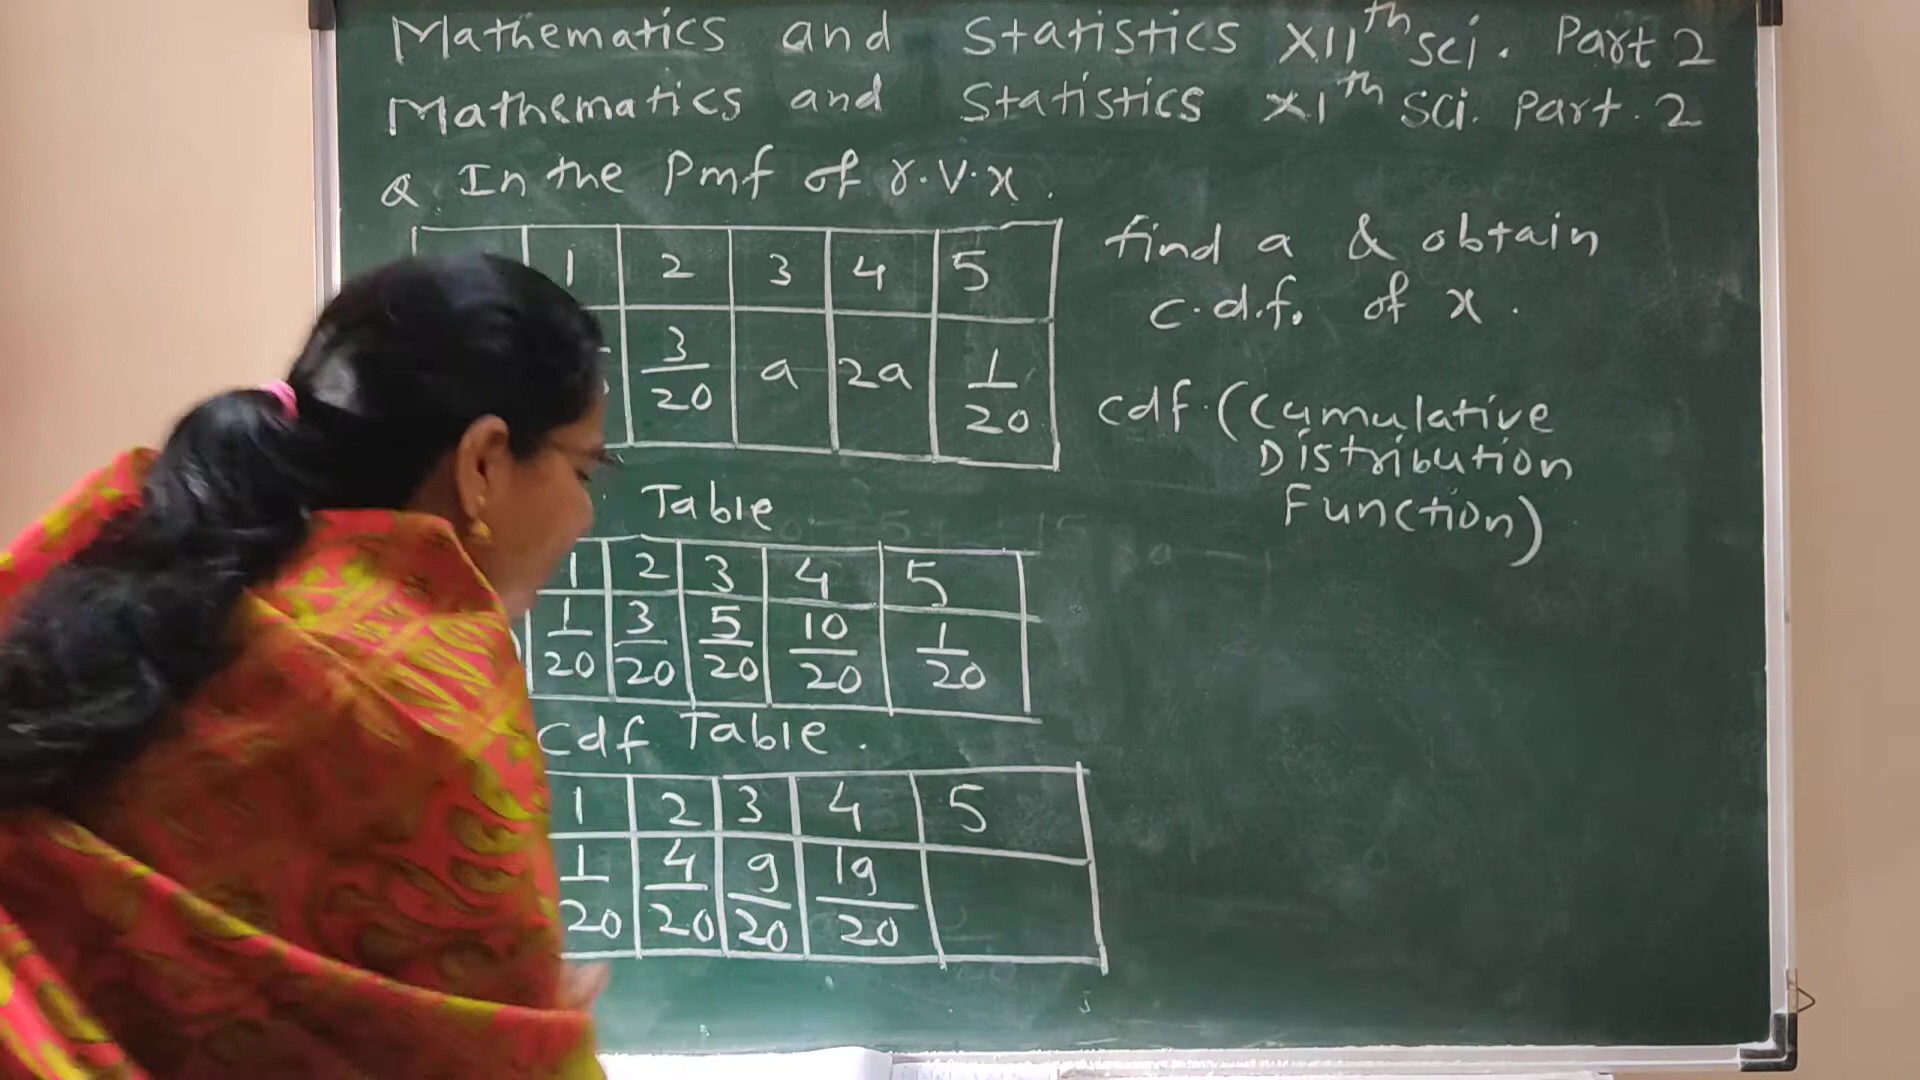 Mathematics and Statistics XIIth sci. Part 2
Mathematics and Statistics XIth sci. Part. 2
Q. In the Pmf of r.v.x.
1 2 3 4 5
3/20 a 2a 1/20
find a & obtain
c.d.f. of x.
cdf. (Cumulative
Distribution
Function)
Table
1 2 3 4 5
1/20 3/20 5/20 10/20 1/20
cdf Table.
1 2 3 4 5
1/20 4/20 9/20 19/20